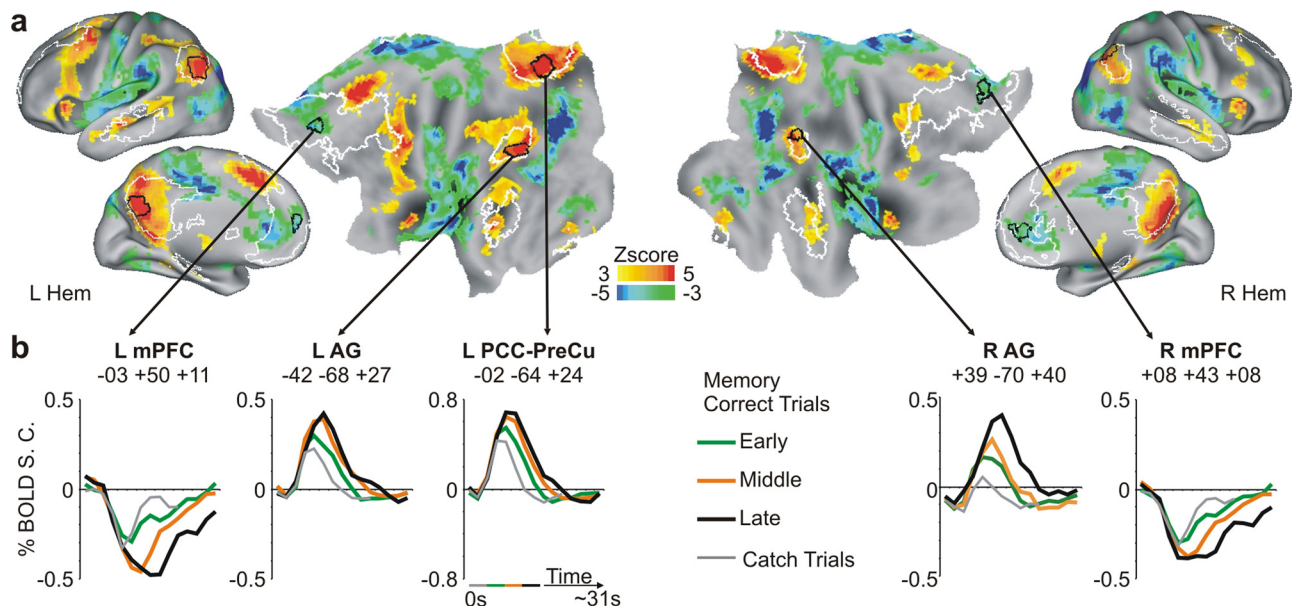 a
Zscore
3 5
-5 -3
L Hem
R Hem
b
L mPFC
-03 +50 +11
L AG
-42 -68 +27
L PCC-PreCu
-02 -64 +24
Memory
Correct Trials
Early
Middle
Late
Catch Trials
R AG
+39 -70 +40
R mPFC
+08 +43 +08
% BOLD S. C.
0.5
0
-0.5
0.5
0
-0.5
0.8
0
-0.8
Time
0s
~31s
0.5
0
-0.5
0.5
0
-0.5